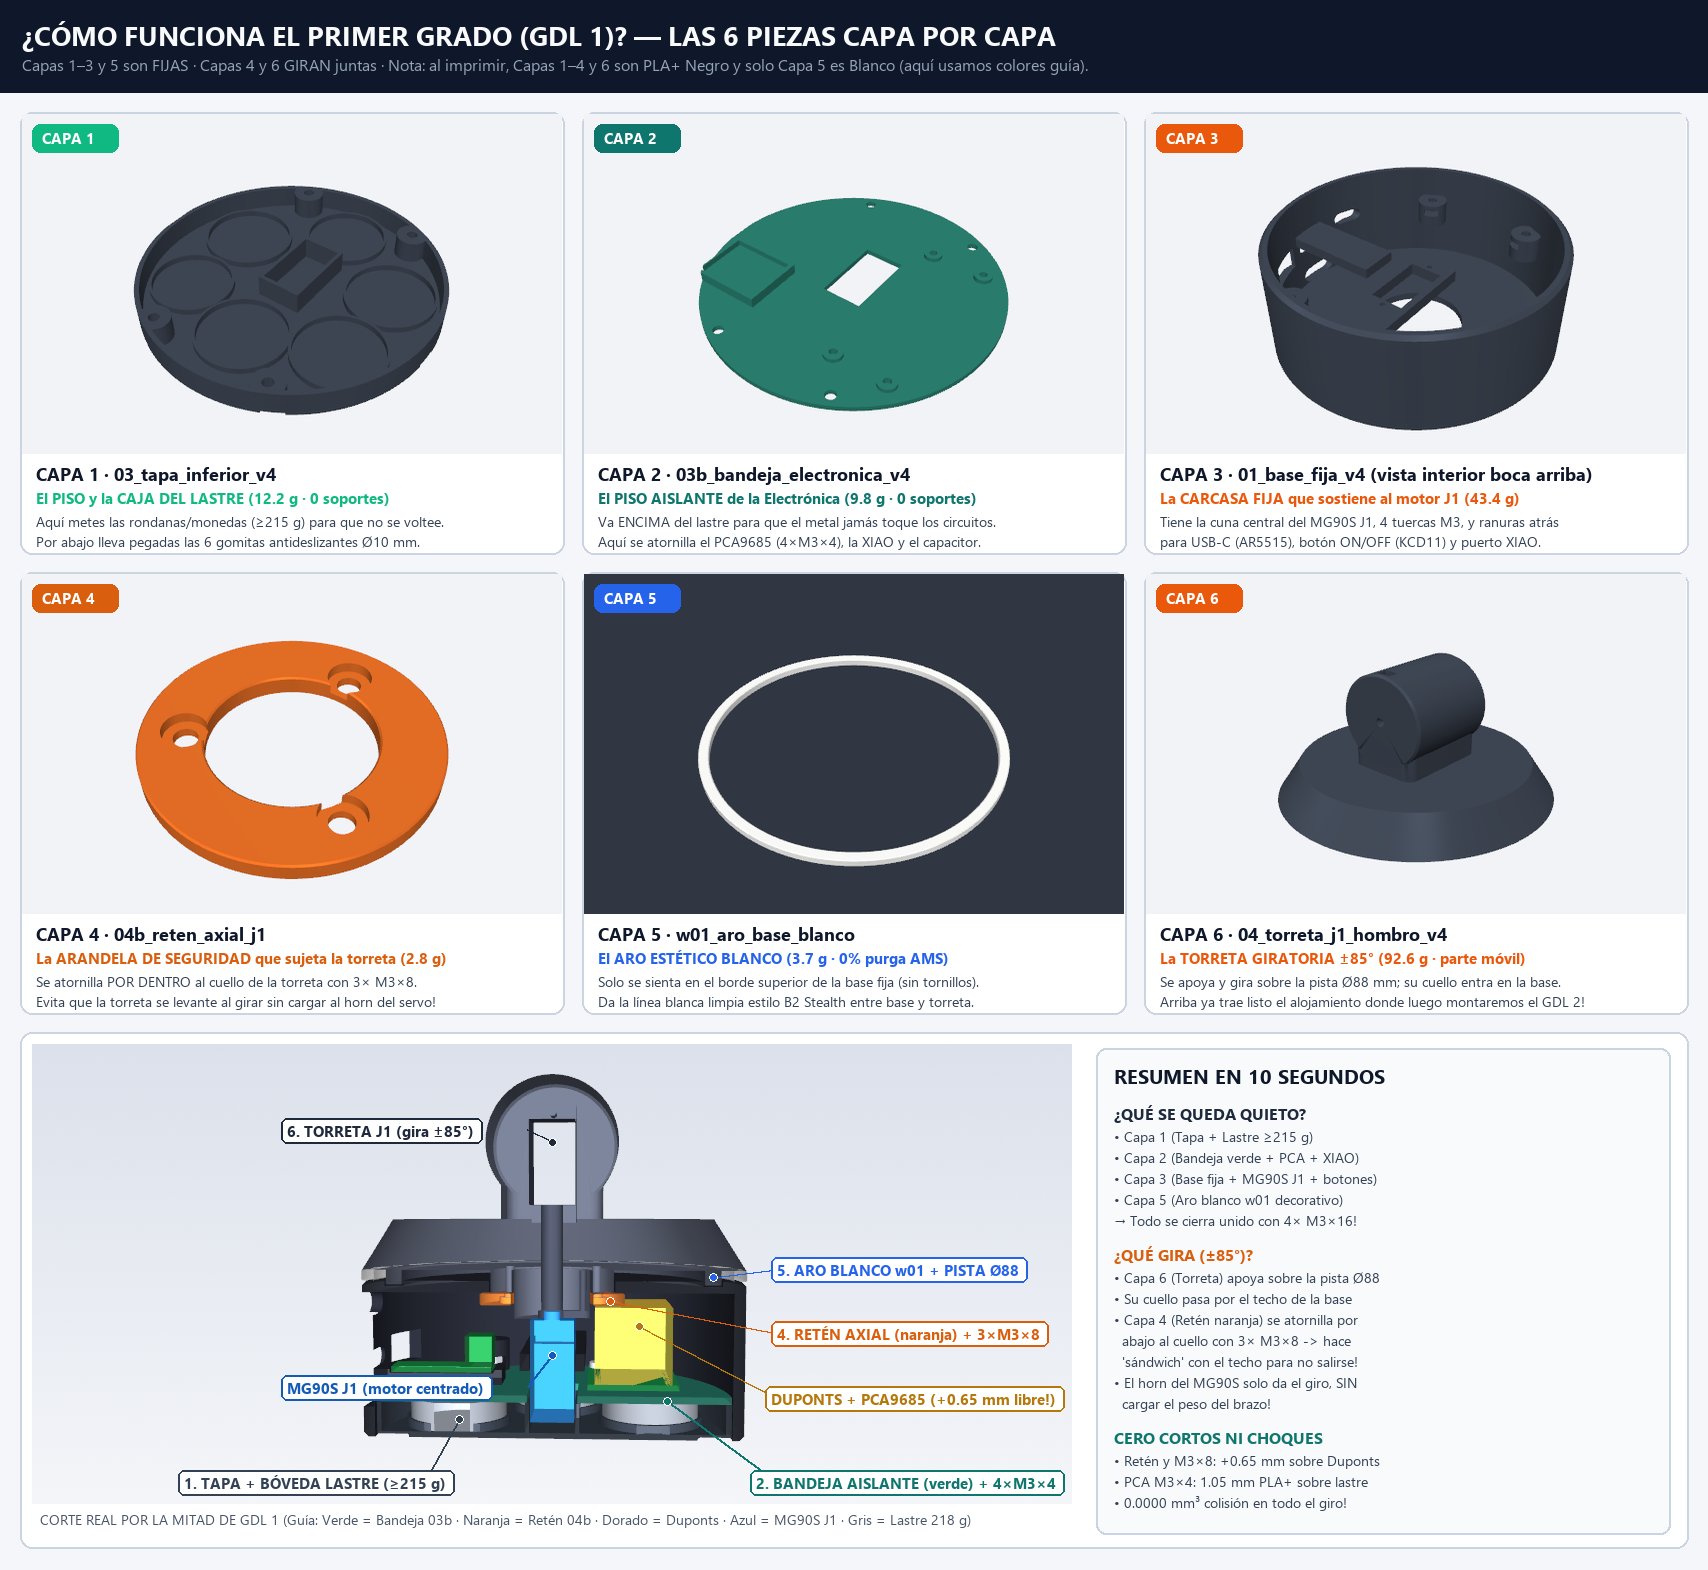 ¿CÓMO FUNCIONA EL PRIMER GRADO (GDL 1)? — LAS 6 PIEZAS CAPA POR CAPA
Capas 1–3 y 5 son FIJAS · Capas 4 y 6 GIRAN juntas · Nota: al imprimir, Capas 1–4 y 6 son PLA+ Negro y solo Capa 5 es Blanco (aquí usamos colores guía).
CAPA 1
CAPA 1 · 03_tapa_inferior_v4
El PISO y la CAJA DEL LASTRE (12.2 g · 0 soportes)
Aquí metes las rondanas/monedas (≥215 g) para que no se voltee.
Por abajo lleva pegadas las 6 gomitas antideslizantes Ø10 mm.
CAPA 2
CAPA 2 · 03b_bandeja_electronica_v4
El PISO AISLANTE de la Electrónica (9.8 g · 0 soportes)
Va ENCIMA del lastre para que el metal jamás toque los circuitos.
Aquí se atornilla el PCA9685 (4×M3×4), la XIAO y el capacitor.
CAPA 3
CAPA 3 · 01_base_fija_v4 (vista interior boca arriba)
La CARCASA FIJA que sostiene al motor J1 (43.4 g)
Tiene la cuna central del MG90S J1, 4 tuercas M3, y ranuras atrás
para USB-C (AR5515), botón ON/OFF (KCD11) y puerto XIAO.
CAPA 4
CAPA 4 · 04b_reten_axial_j1
La ARANDELA DE SEGURIDAD que sujeta la torreta (2.8 g)
Se atornilla POR DENTRO al cuello de la torreta con 3× M3×8.
Evita que la torreta se levante al girar sin cargar al horn del servo!
CAPA 5
CAPA 5 · w01_aro_base_blanco
El ARO ESTÉTICO BLANCO (3.7 g · 0% purga AMS)
Solo se sienta en el borde superior de la base fija (sin tornillos).
Da la línea blanca limpia estilo B2 Stealth entre base y torreta.
CAPA 6
CAPA 6 · 04_torreta_j1_hombro_v4
La TORRETA GIRATORIA ±85° (92.6 g · parte móvil)
Se apoya y gira sobre la pista Ø88 mm; su cuello entra en la base.
Arriba ya trae listo el alojamiento donde luego montaremos el GDL 2!
6. TORRETA J1 (gira ±85°)
5. ARO BLANCO w01 + PISTA Ø88
4. RETÉN AXIAL (naranja) + 3×M3×8
MG90S J1 (motor centrado)
DUPONTS + PCA9685 (+0.65 mm libre!)
1. TAPA + BÓVEDA LASTRE (≥215 g)
2. BANDEJA AISLANTE (verde) + 4×M3×4
CORTE REAL POR LA MITAD DE GDL 1 (Guía: Verde = Bandeja 03b · Naranja = Retén 04b · Dorado = Duponts · Azul = MG90S J1 · Gris = Lastre 218 g)
RESUMEN EN 10 SEGUNDOS
¿QUÉ SE QUEDA QUIETO?
• Capa 1 (Tapa + Lastre ≥215 g)
• Capa 2 (Bandeja verde + PCA + XIAO)
• Capa 3 (Base fija + MG90S J1 + botones)
• Capa 5 (Aro blanco w01 decorativo)
→ Todo se cierra unido con 4× M3×16!
¿QUÉ GIRA (±85°)?
• Capa 6 (Torreta) apoya sobre la pista Ø88
• Su cuello pasa por el techo de la base
• Capa 4 (Retén naranja) se atornilla por
abajo al cuello con 3× M3×8 -> hace
'sándwich' con el techo para no salirse!
• El horn del MG90S solo da el giro, SIN
cargar el peso del brazo!
CERO CORTOS NI CHOQUES
• Retén y M3×8: +0.65 mm sobre Duponts
• PCA M3×4: 1.05 mm PLA+ sobre lastre
• 0.0000 mm³ colisión en todo el giro!